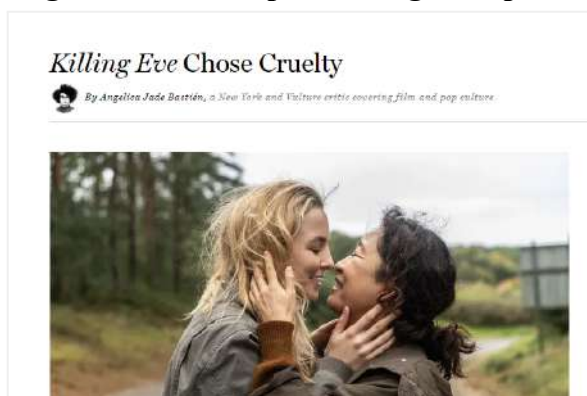 Killing Eve Chose Cruelty
By Angelica Jade Bastién, a New York and Vulture critic covering film and pop culture